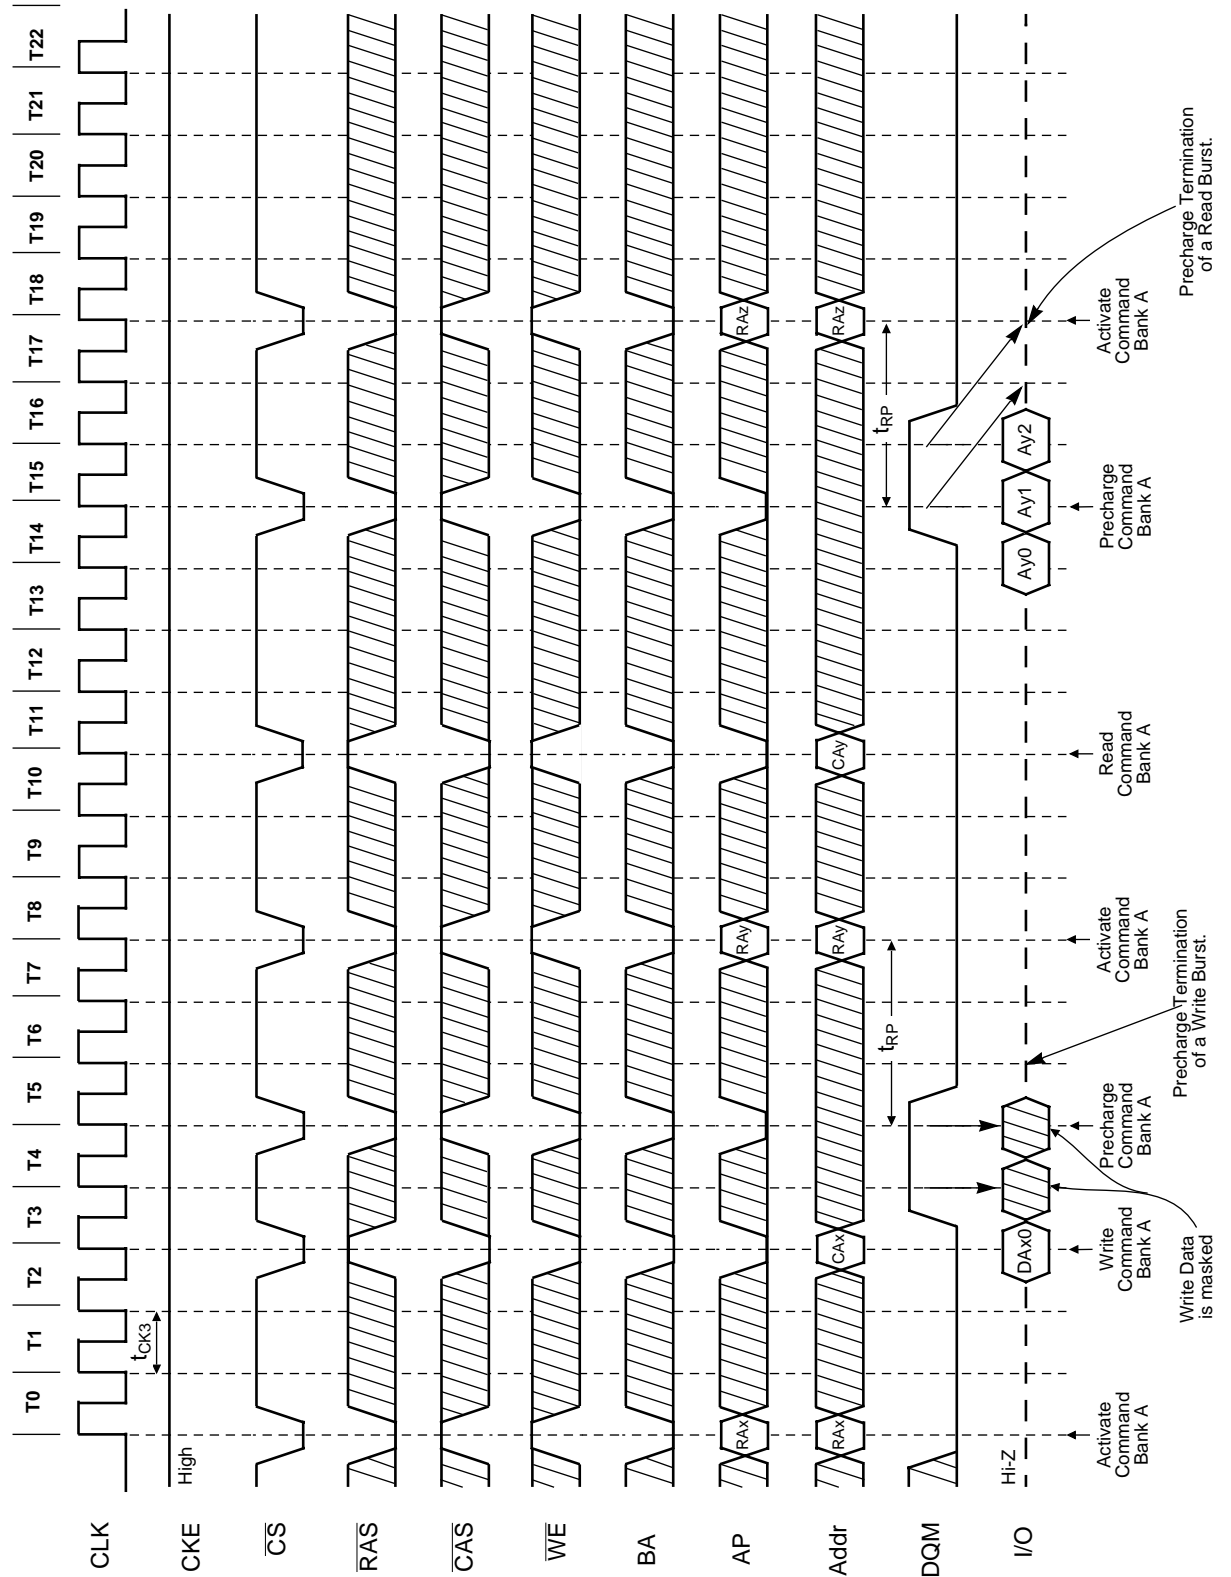 T0 T1 T2 T3 T4 T5 T6 T7 T8 T9 T10 T11 T12 T13 T14 T15 T16 T17 T18 T19 T20 T21 T22
CLK
tCK3
CKE
High
CS
RAS
CAS
WE
BA
AP
RAx
RAy
RAz
Addr
RAx
CAx
RAy
CAy
RAz
tRP
tRP
DQM
I/O
Hi-Z
DAx0
Ay0
Ay1
Ay2
Activate
Command
Bank A
Write
Command
Bank A
Precharge
Command
Bank A
Activate
Command
Bank A
Read
Command
Bank A
Precharge
Command
Bank A
Activate
Command
Bank A
Write Data
is masked
Precharge Termination
of a Write Burst.
Precharge Termination
of a Read Burst.